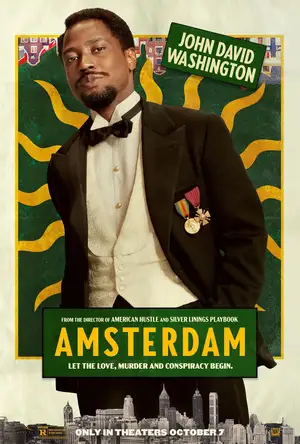 JOHN DAVID
WASHINGTON
FROM THE DIRECTOR OF AMERICAN HUSTLE AND SILVER LININGS PLAYBOOK
AMSTERDAM
LET THE LOVE, MURDER AND CONSPIRACY BEGIN.
R
ONLY IN THEATERS OCTOBER 7